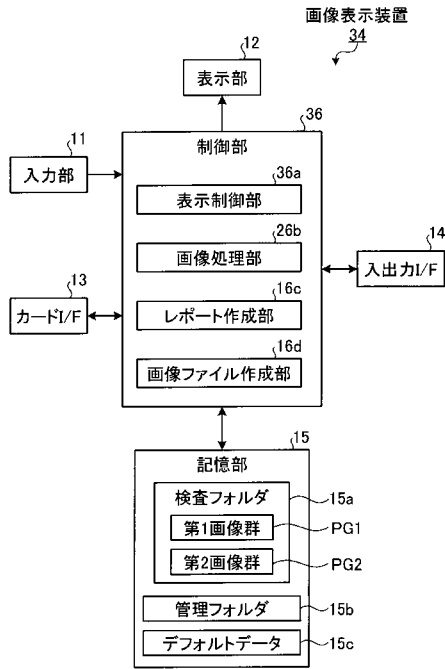 画像表示装置
34
12
表示部
36
制御部
11
入力部
36a
表示制御部
26b
画像処理部
14
入出力I/F
13
カードI/F
16c
レポート作成部
16d
画像ファイル作成部
15
記憶部
検査フォルダ
15a
第1画像群
PG1
第2画像群
PG2
管理フォルダ
15b
デフォルトデータ
15c